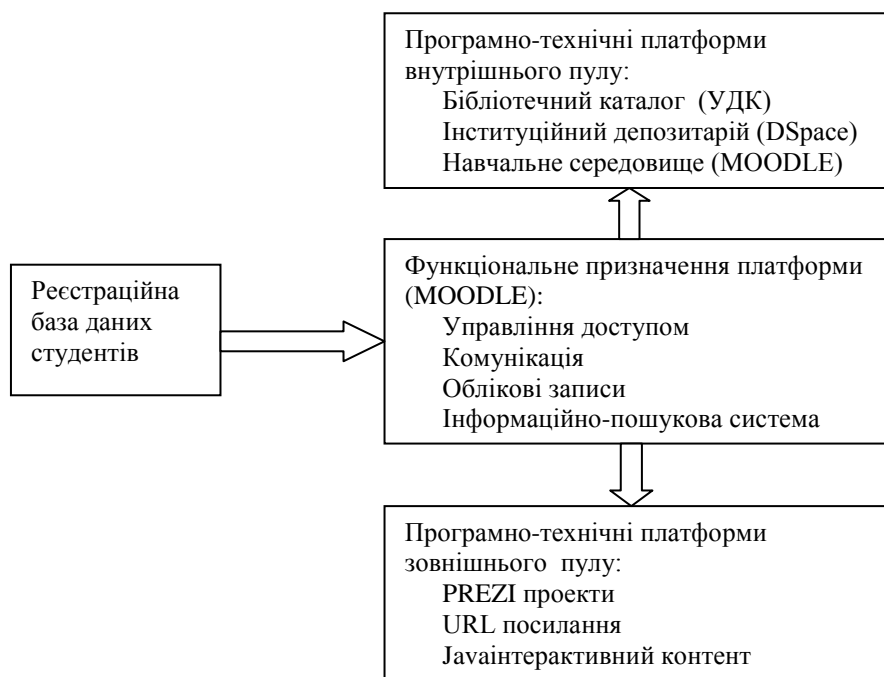 Програмно-технічні платформи
внутрішнього пулу:
Бібліотечний каталог (УДК)
Інституційний депозитарій (DSpace)
Навчальне середовище (MOODLE)
Реєстраційна
база даних
студентів
Функціональне призначення платформи
(MOODLE):
Управління доступом
Комунікація
Облікові записи
Інформаційно-пошукова система
Програмно-технічні платформи
зовнішнього пулу:
PREZI проекти
URL посилання
Javaінтерактивний контент